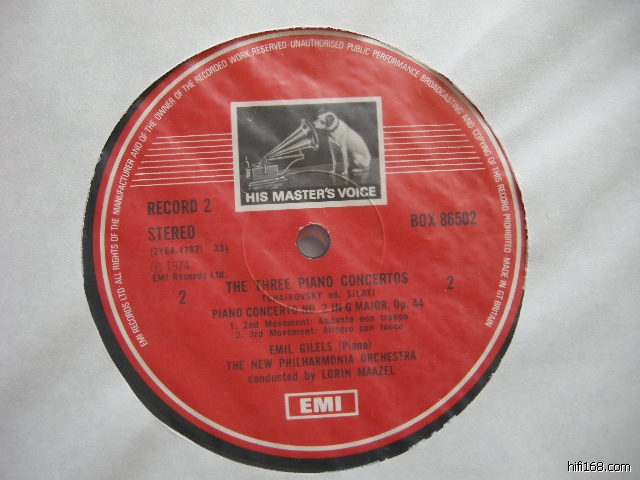 EMI RECORDS LTD ALL RIGHTS OF THE MANUFACTURER AND OF THE OWNER OF THE RECORDED WORK RESERVED · UNAUTHORISED PUBLIC PERFORMANCE BROADCASTING AND COPYING OF THIS RECORD PROHIBITED · MADE IN GT BRITAIN
HIS MASTER'S VOICE
RECORD 2
BOX 86502
STEREO
(2YEA.4787) 33⅓
Ⓟ 1974
EMI Records Ltd.
2
2
THE THREE PIANO CONCERTOS
TCHAIKOVSKY ed. SILOTI
PIANO CONCERTO NO. 2 IN G MAJOR, Op. 44
1. 2nd Movement: Andante non troppo
2. 3rd Movement: Allegro con fuoco
EMIL GILELS (Piano)
THE NEW PHILHARMONIA ORCHESTRA
conducted by LORIN MAAZEL
EMI
hifi168.com